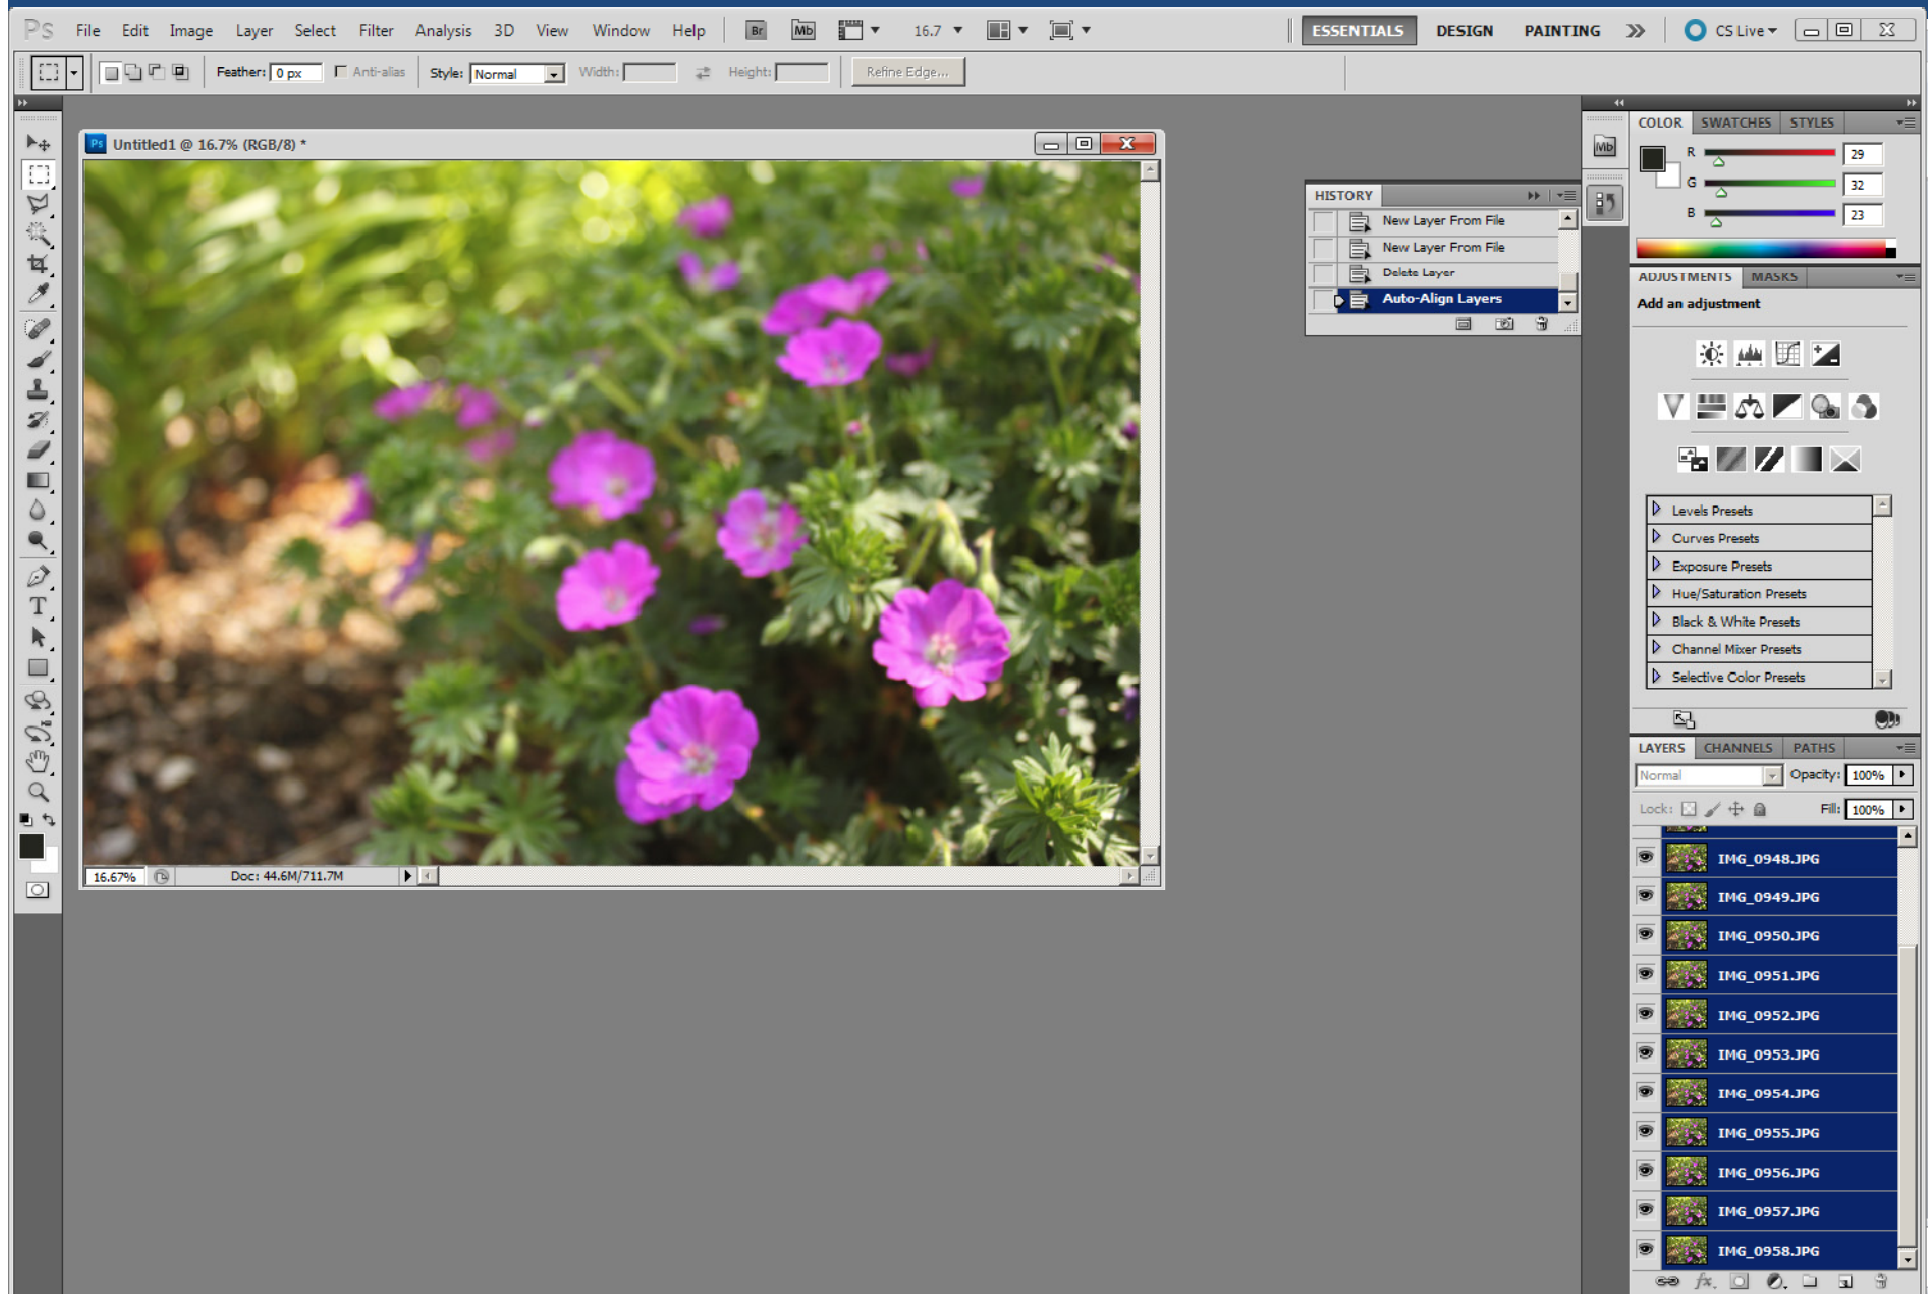 Ps File Edit Image Layer Select Filter Analysis 3D View Window Help Br Mb 16.7 ESSENTIALS DESIGN PAINTING CS Live
Feather: 0 px Anti-alias Style: Normal Width: Height: Refine Edge...
Ps Untitled1 @ 16.7% (RGB/8) *
16.67% Doc: 44.6M/711.7M
HISTORY
New Layer From File
New Layer From File
Delete Layer
Auto-Align Layers
Mb
COLOR SWATCHES STYLES
R 29
G 32
B 23
ADJUSTMENTS MASKS
Add an adjustment
Levels Presets
Curves Presets
Exposure Presets
Hue/Saturation Presets
Black & White Presets
Channel Mixer Presets
Selective Color Presets
LAYERS CHANNELS PATHS
Normal Opacity: 100%
Lock: Fill: 100%
IMG_0948.JPG
IMG_0949.JPG
IMG_0950.JPG
IMG_0951.JPG
IMG_0952.JPG
IMG_0953.JPG
IMG_0954.JPG
IMG_0955.JPG
IMG_0956.JPG
IMG_0957.JPG
IMG_0958.JPG
fx.